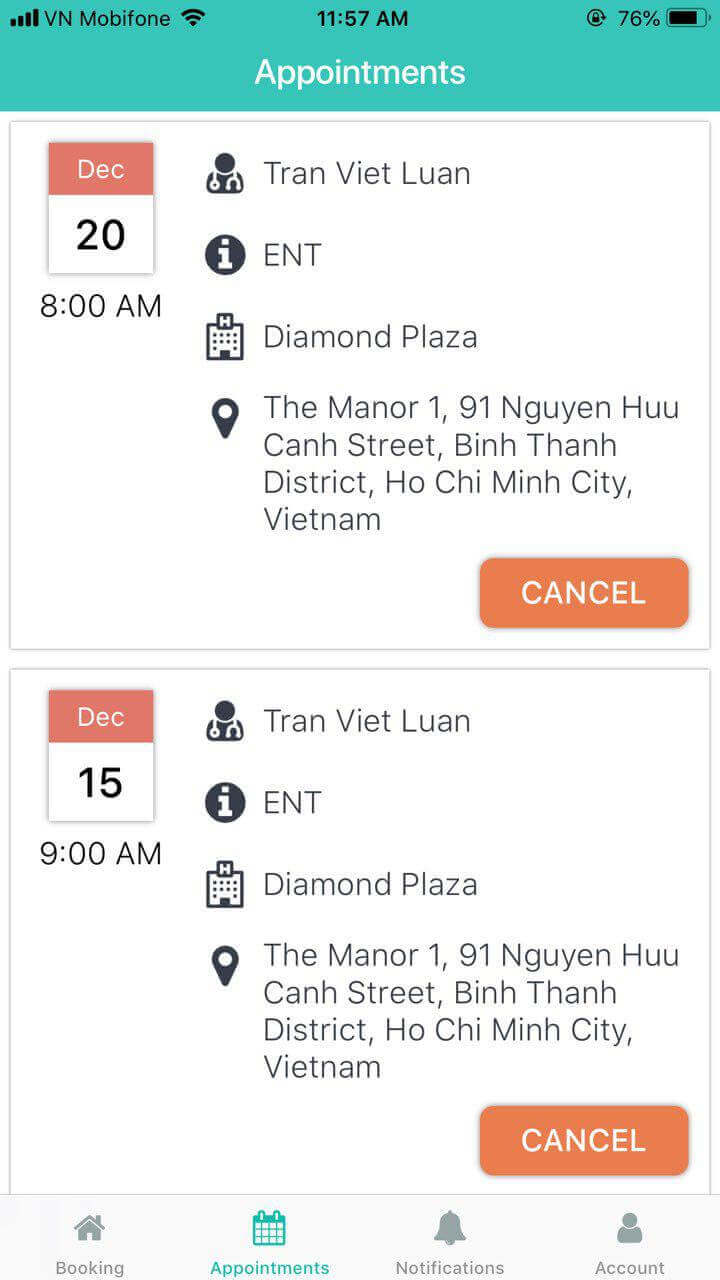 VN Mobifone 11:57 AM 76%
Appointments
Dec
20
8:00 AM
Tran Viet Luan
ENT
Diamond Plaza
The Manor 1, 91 Nguyen Huu
Canh Street, Binh Thanh
District, Ho Chi Minh City,
Vietnam
CANCEL
Dec
15
9:00 AM
Tran Viet Luan
ENT
Diamond Plaza
The Manor 1, 91 Nguyen Huu
Canh Street, Binh Thanh
District, Ho Chi Minh City,
Vietnam
CANCEL
Booking Appointments Notifications Account